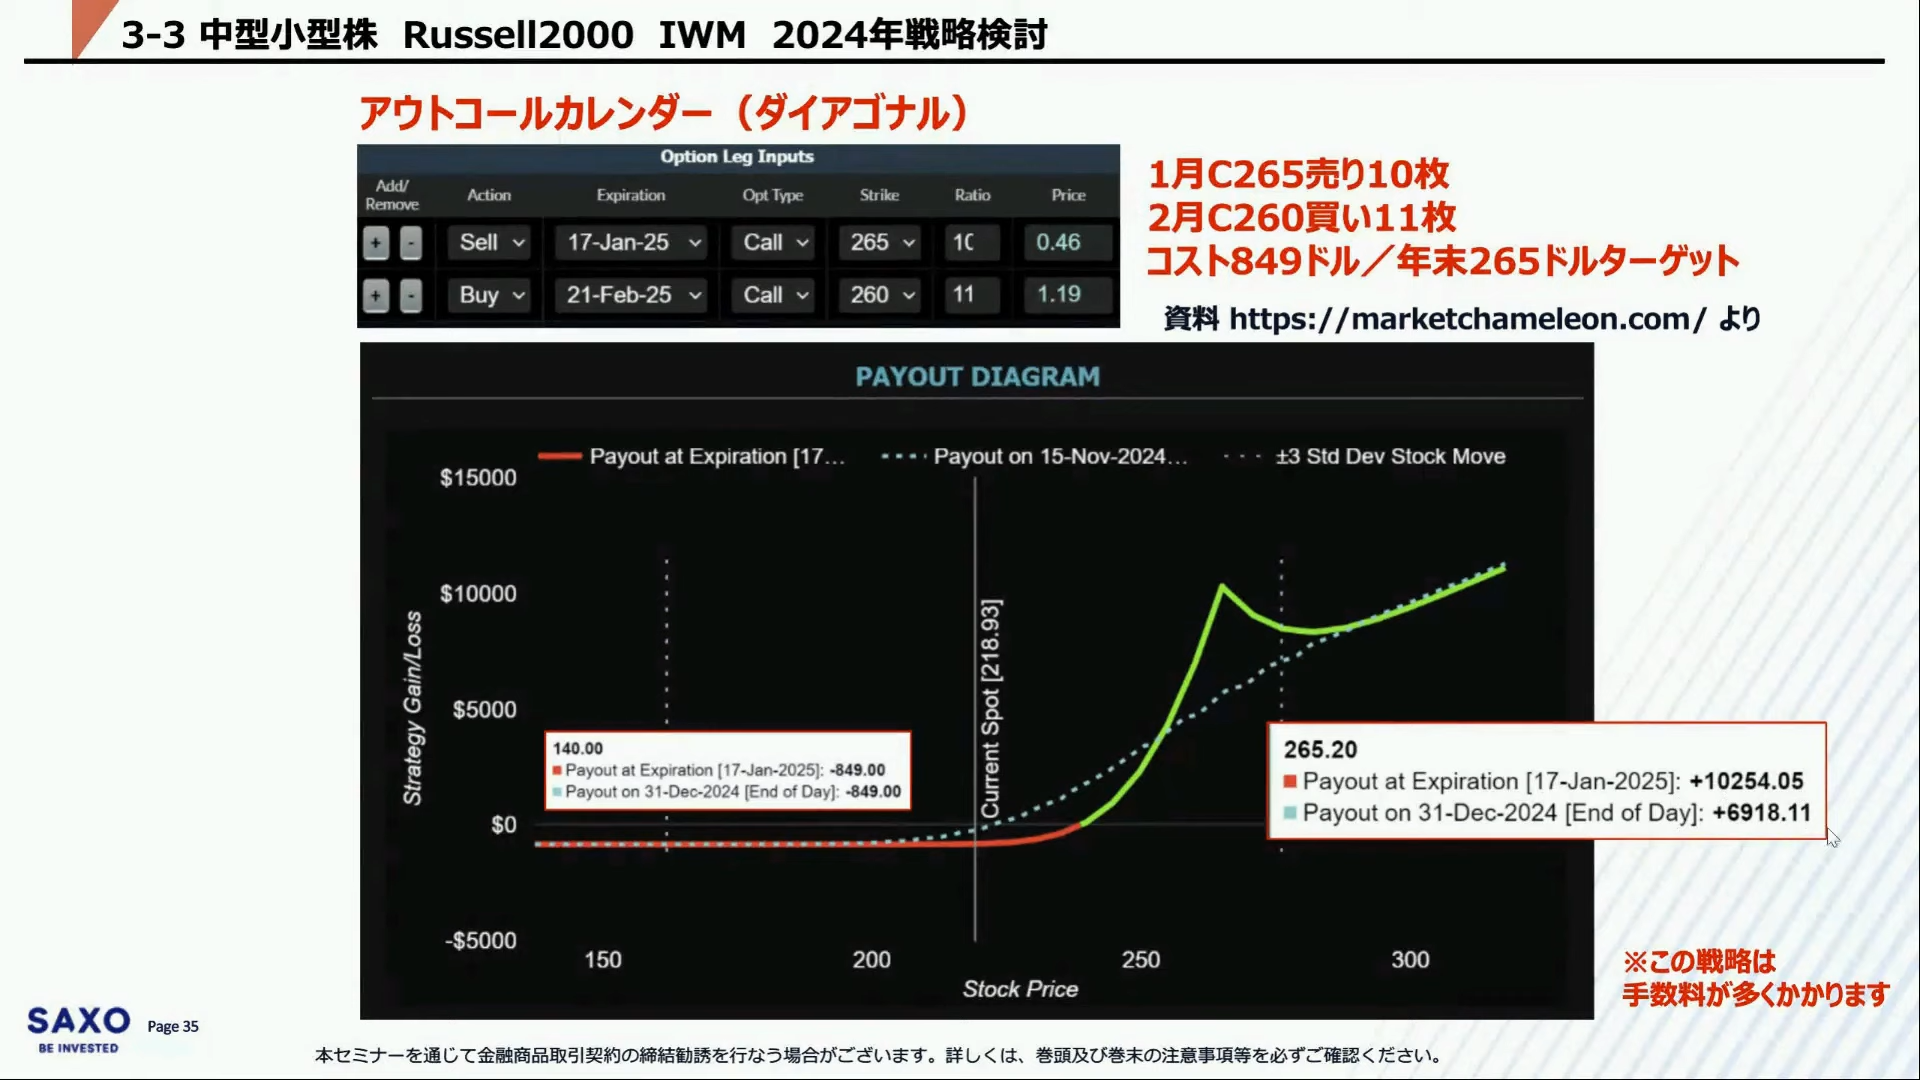 3-3 中型小型株 Russell2000 IWM 2024年戦略検討
アウトコールカレンダー（ダイアゴナル）
Option Leg Inputs
Add/
Remove
Action
Expiration
Opt Type
Strike
Ratio
Price
+ - Sell 17-Jan-25 Call 265 10 0.46
+ - Buy 21-Feb-25 Call 260 11 1.19
1月C265売り10枚
2月C260買い11枚
コスト849ドル／年末265ドルターゲット
資料 https://marketchameleon.com/ より
PAYOUT DIAGRAM
Payout at Expiration [17...
Payout on 15-Nov-2024...
±3 Std Dev Stock Move
$15000
$10000
$5000
$0
-$5000
Strategy Gain/Loss
Current Spot [218.93]
140.00
Payout at Expiration [17-Jan-2025]: -849.00
Payout on 31-Dec-2024 [End of Day]: -849.00
265.20
Payout at Expiration [17-Jan-2025]: +10254.05
Payout on 31-Dec-2024 [End of Day]: +6918.11
150
200
250
300
Stock Price
※この戦略は
手数料が多くかかります
SAXO
BE INVESTED
Page 35
本セミナーを通じて金融商品取引契約の締結勧誘を行なう場合がございます。詳しくは、巻頭及び巻末の注意事項等を必ずご確認ください。